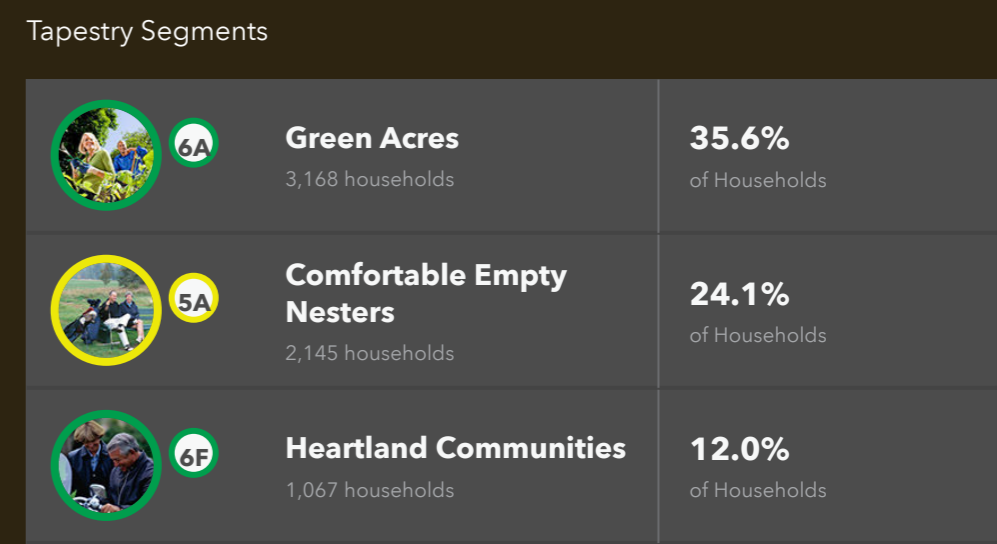 Tapestry Segments
6A
Green Acres
3,168 households
35.6%
of Households
5A
Comfortable Empty
Nesters
2,145 households
24.1%
of Households
6F
Heartland Communities
1,067 households
12.0%
of Households